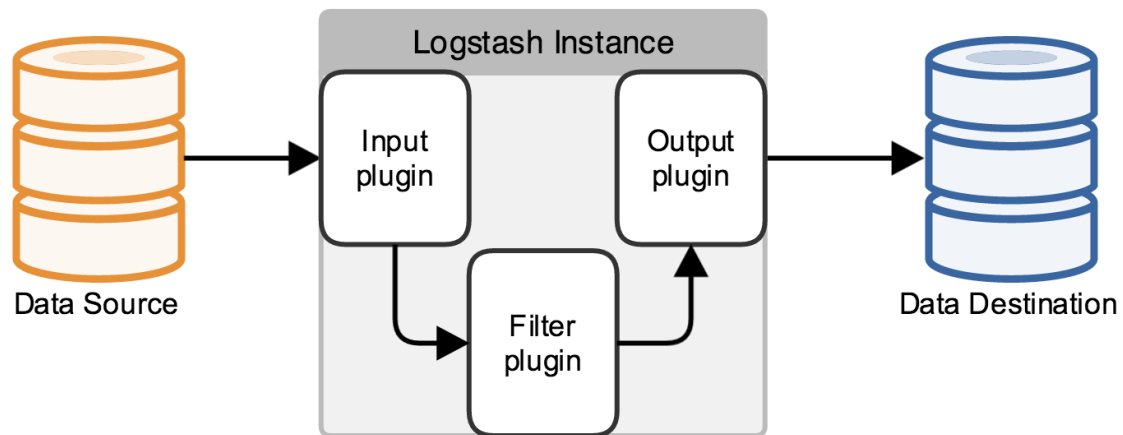 Logstash Instance
Input
plugin
Output
plugin
Filter
plugin
Data Source
Data Destination